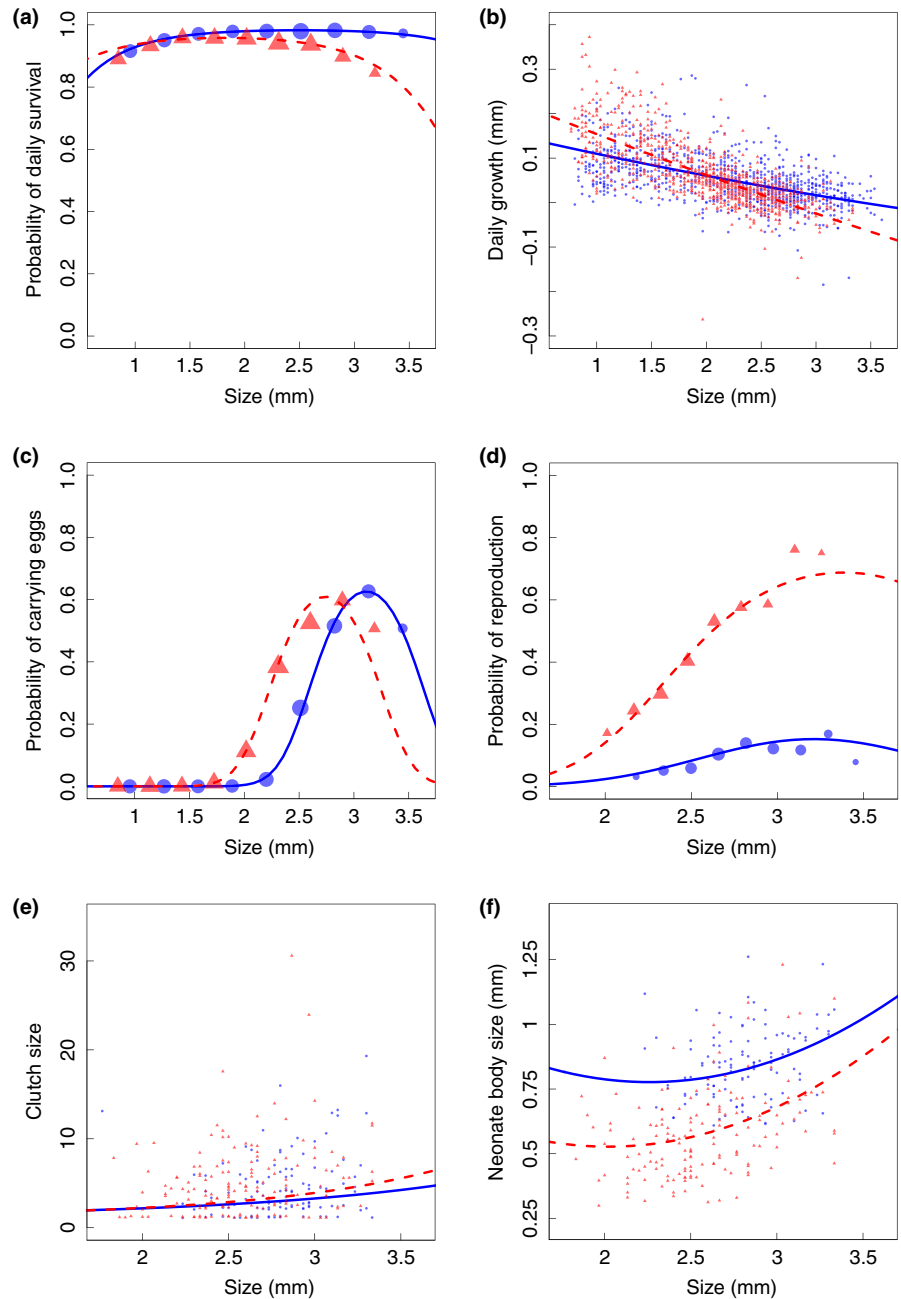 (a)
Probability of daily survival
1.0
0.8
0.6
0.4
0.2
0.0
1 1.5 2 2.5 3 3.5
Size (mm)
(b)
Daily growth (mm)
0.3
0.1
−0.1
−0.3
1 1.5 2 2.5 3 3.5
Size (mm)
(c)
Probability of carrying eggs
1.0
0.8
0.6
0.4
0.2
0.0
1 1.5 2 2.5 3 3.5
Size (mm)
(d)
Probability of reproduction
1.0
0.8
0.6
0.4
0.2
0.0
2 2.5 3 3.5
Size (mm)
(e)
Clutch size
30
20
10
0
2 2.5 3 3.5
Size (mm)
(f)
Neonate body size (mm)
1.25
1
0.75
0.5
0.25
2 2.5 3 3.5
Size (mm)